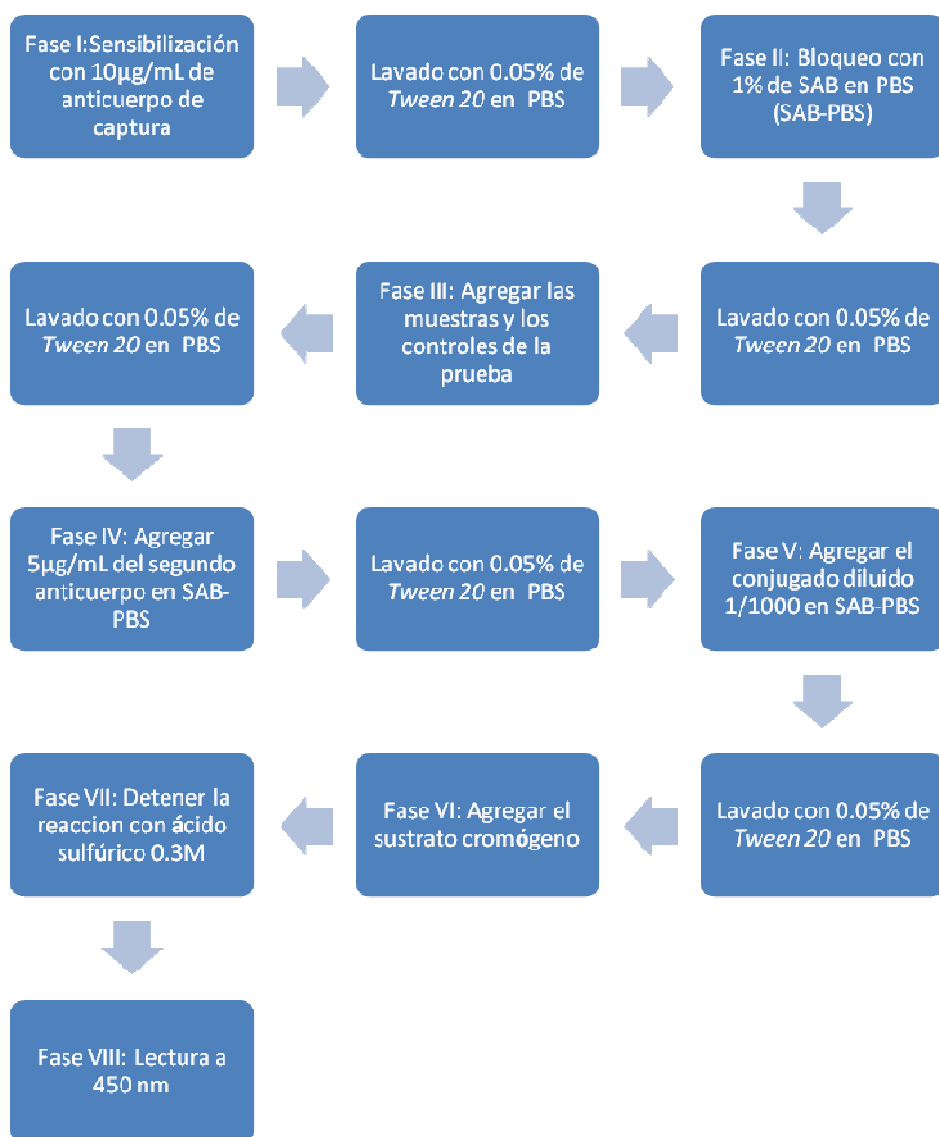 Fase I:Sensibilización
con 10µg/mL de
anticuerpo de
captura
Lavado con 0.05% de
Tween 20 en PBS
Fase II: Bloqueo con
1% de SAB en PBS
(SAB-PBS)
Lavado con 0.05% de
Tween 20 en PBS
Fase III: Agregar las
muestras y los
controles de la
prueba
Lavado con 0.05% de
Tween 20 en PBS
Fase IV: Agregar
5µg/mL del segundo
anticuerpo en SAB-
PBS
Lavado con 0.05% de
Tween 20 en PBS
Fase V: Agregar el
conjugado diluido
1/1000 en SAB-PBS
Lavado con 0.05% de
Tween 20 en PBS
Fase VI: Agregar el
sustrato cromógeno
Fase VII: Detener la
reaccion con ácido
sulfúrico 0.3M
Fase VIII: Lectura a
450 nm